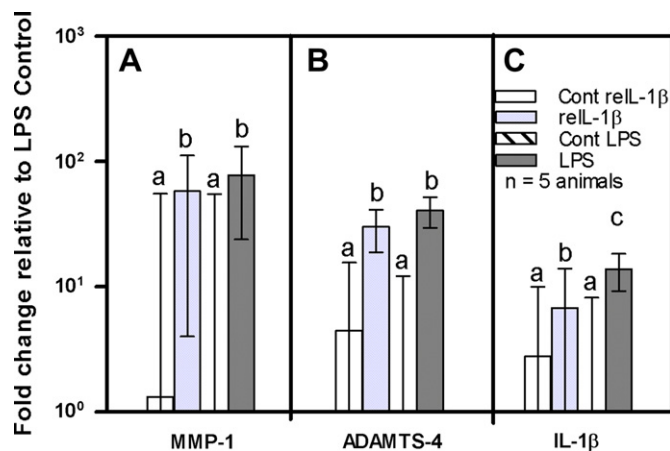 Fold change relative to LPS Control
10³
10²
10¹
10⁰
A
B
C
Cont reIL-1β
reIL-1β
Cont LPS
LPS
n = 5 animals
a
b
a
b
a
b
a
b
a
b
a
c
MMP-1
ADAMTS-4
IL-1β